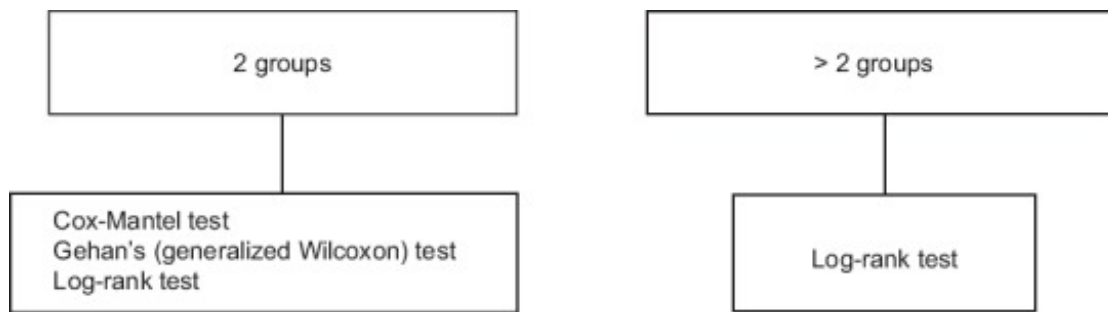 2 groups
> 2 groups
Cox-Mantel test
Gehan's (generalized Wilcoxon) test
Log-rank test
Log-rank test